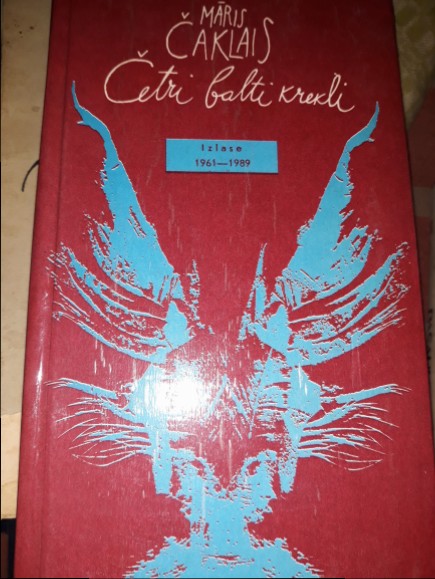 MĀRIS
ČAKLAIS
Četri balti krekli
Izlase
1961—1989